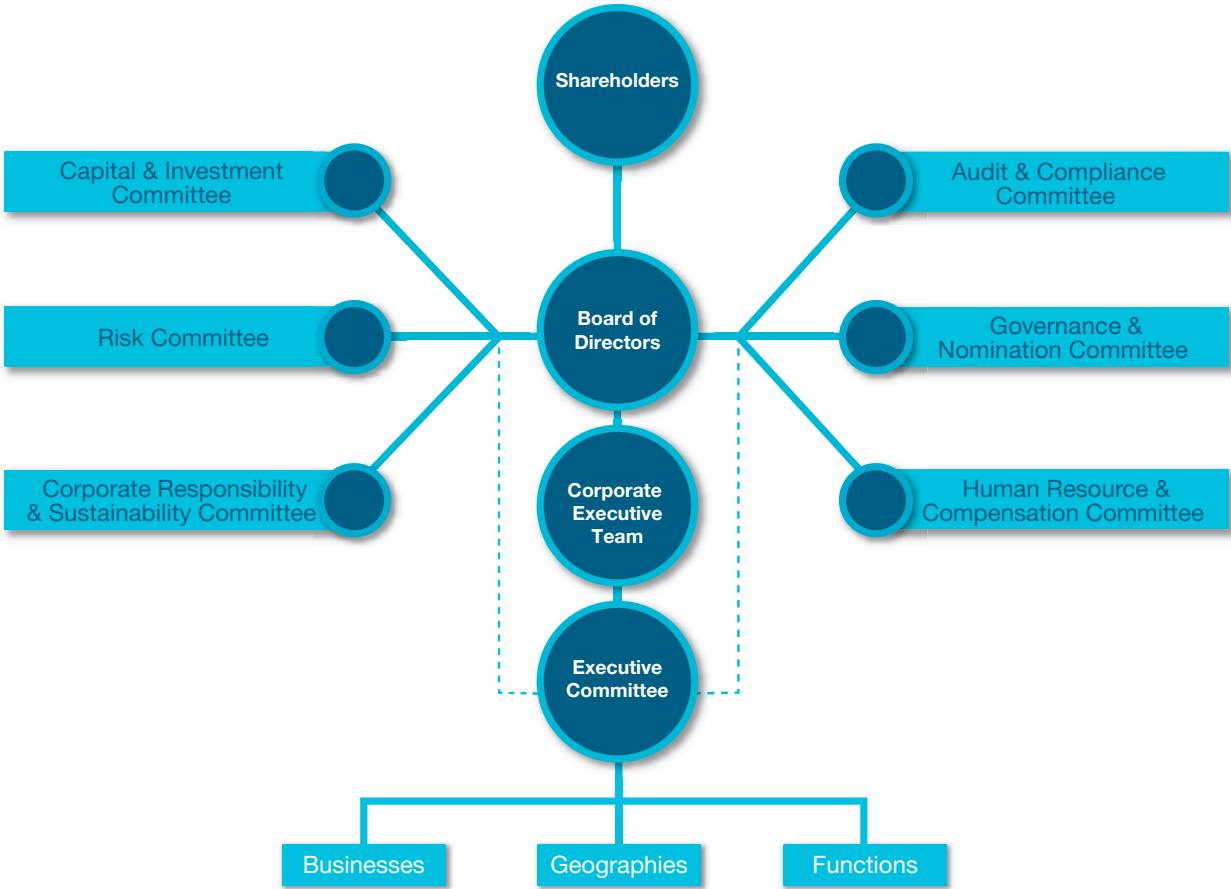 Shareholders
Capital & Investment
Committee
Audit & Compliance
Committee
Risk Committee
Board of
Directors
Governance &
Nomination Committee
Corporate Responsibility
& Sustainability Committee
Corporate
Executive
Team
Human Resource &
Compensation Committee
Executive
Committee
Businesses
Geographies
Functions